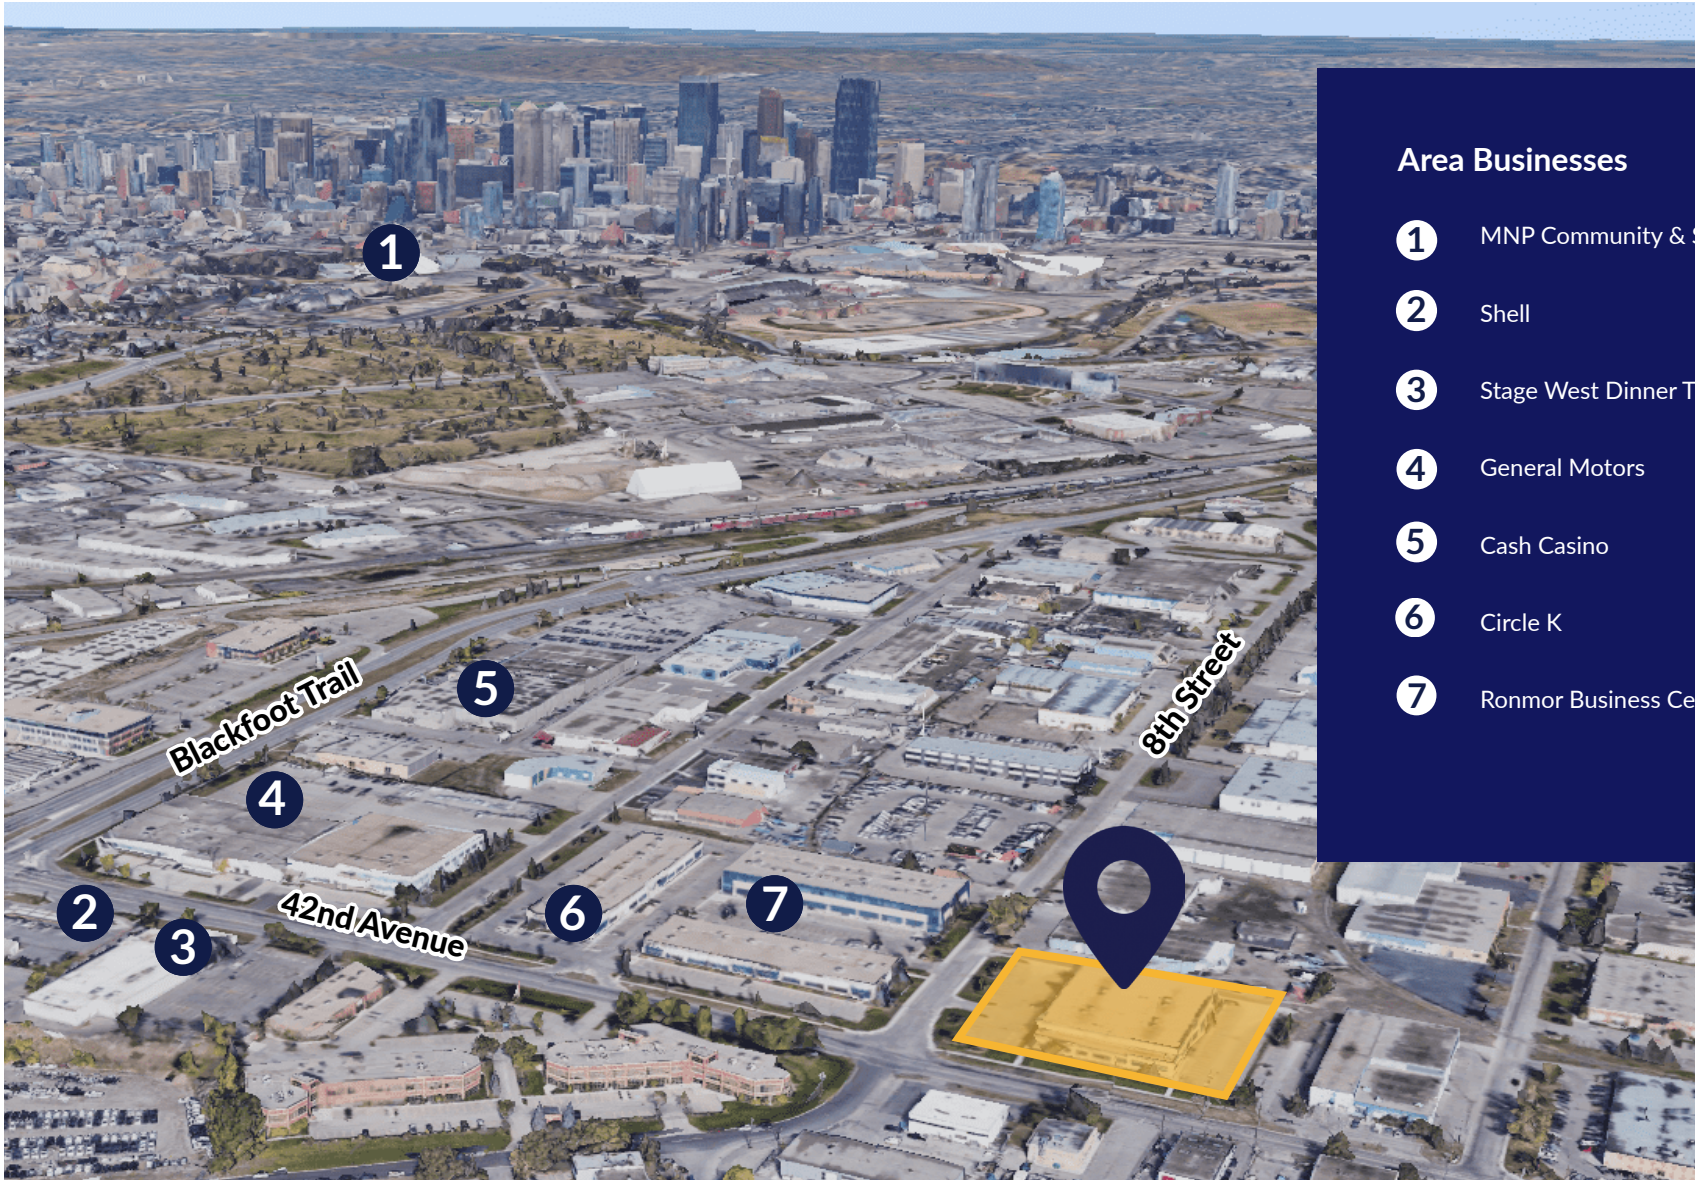 Area Businesses
1 MNP Community &
2 Shell
3 Stage West Dinner
4 General Motors
5 Cash Casino
6 Circle K
7 Ronmor Business
1
Blackfoot Trail
5
8th Street
4
2
3
42nd Avenue
6
7